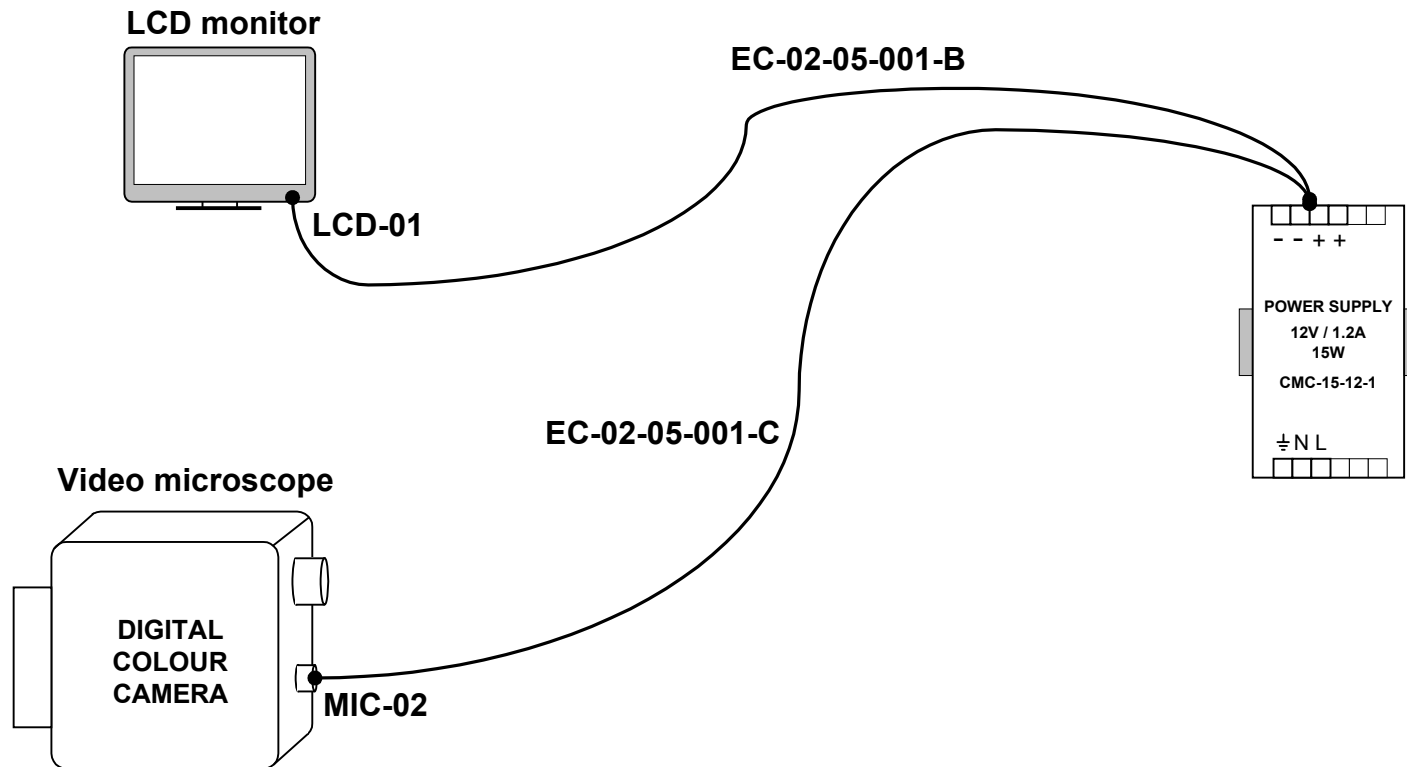 LCD monitor
EC-02-05-001-B
LCD-01
- - + +
POWER SUPPLY
12V / 1.2A
15W
CMC-15-12-1
EC-02-05-001-C
⏚ N L
Video microscope
DIGITAL
COLOUR
CAMERA
MIC-02